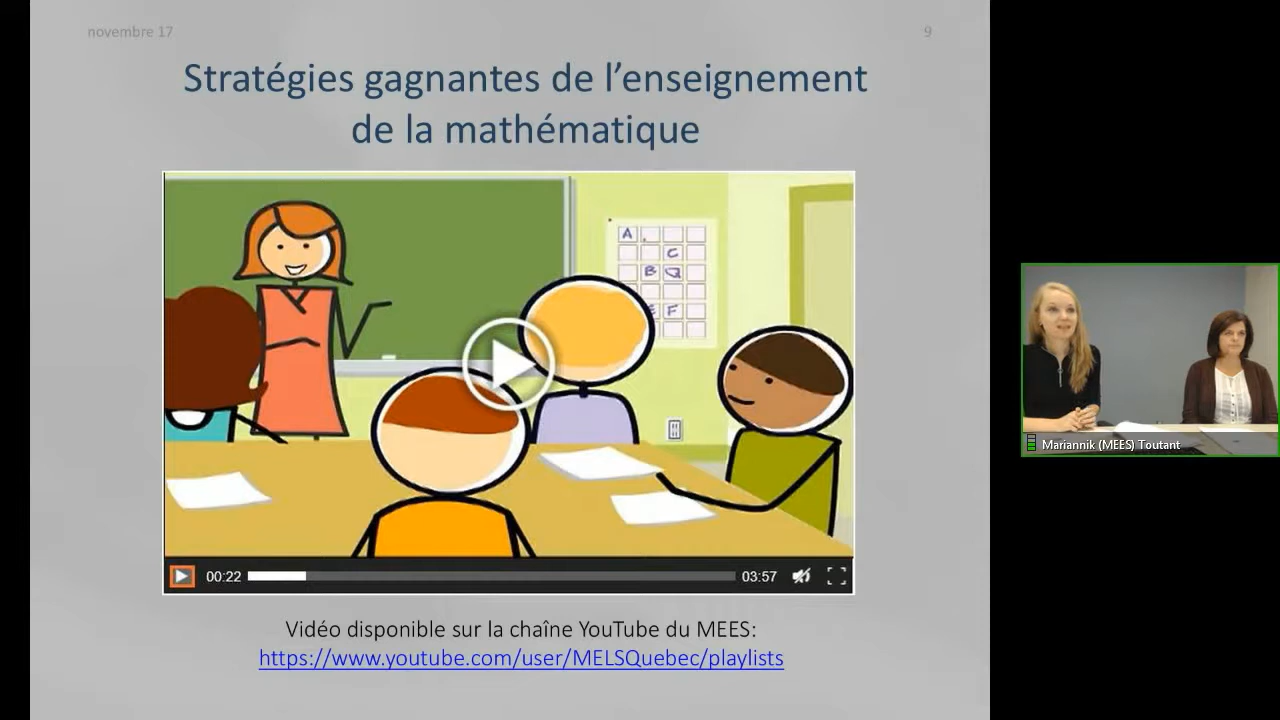 novembre 17
9
Stratégies gagnantes de l’enseignement
de la mathématique
A
C
B
F
00:22
03:57
Vidéo disponible sur la chaîne YouTube du MEES:
https://www.youtube.com/user/MELSQuebec/playlists
Mariannik (MEES) Toutant